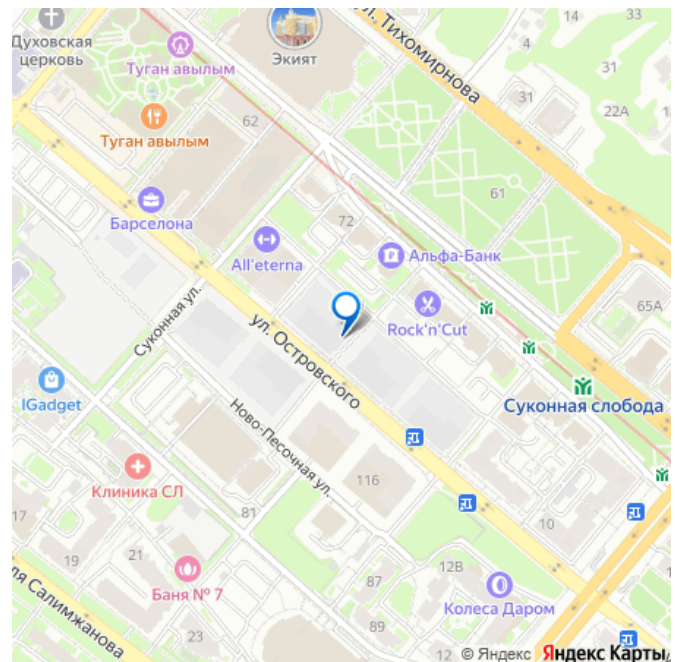 14
33
Духовская
церковь
Экият
ул. Тихомирнова
4
31
Туган авылым
31
22А
62
Туган авылым
61
Барселона
72
Альфа-Банк
All'eterna
65А
Rock'n'Cut
Суконная ул.
ул. Островского
IGadget
Суконная слобода
Ново-Песочная ул.
Клиника СЛ
116
17
81
10
19
21
Баня № 7
87
12В
Колеса Даром
ля Салимжанова
23
89
12
© Яндекс Яндекс Карты